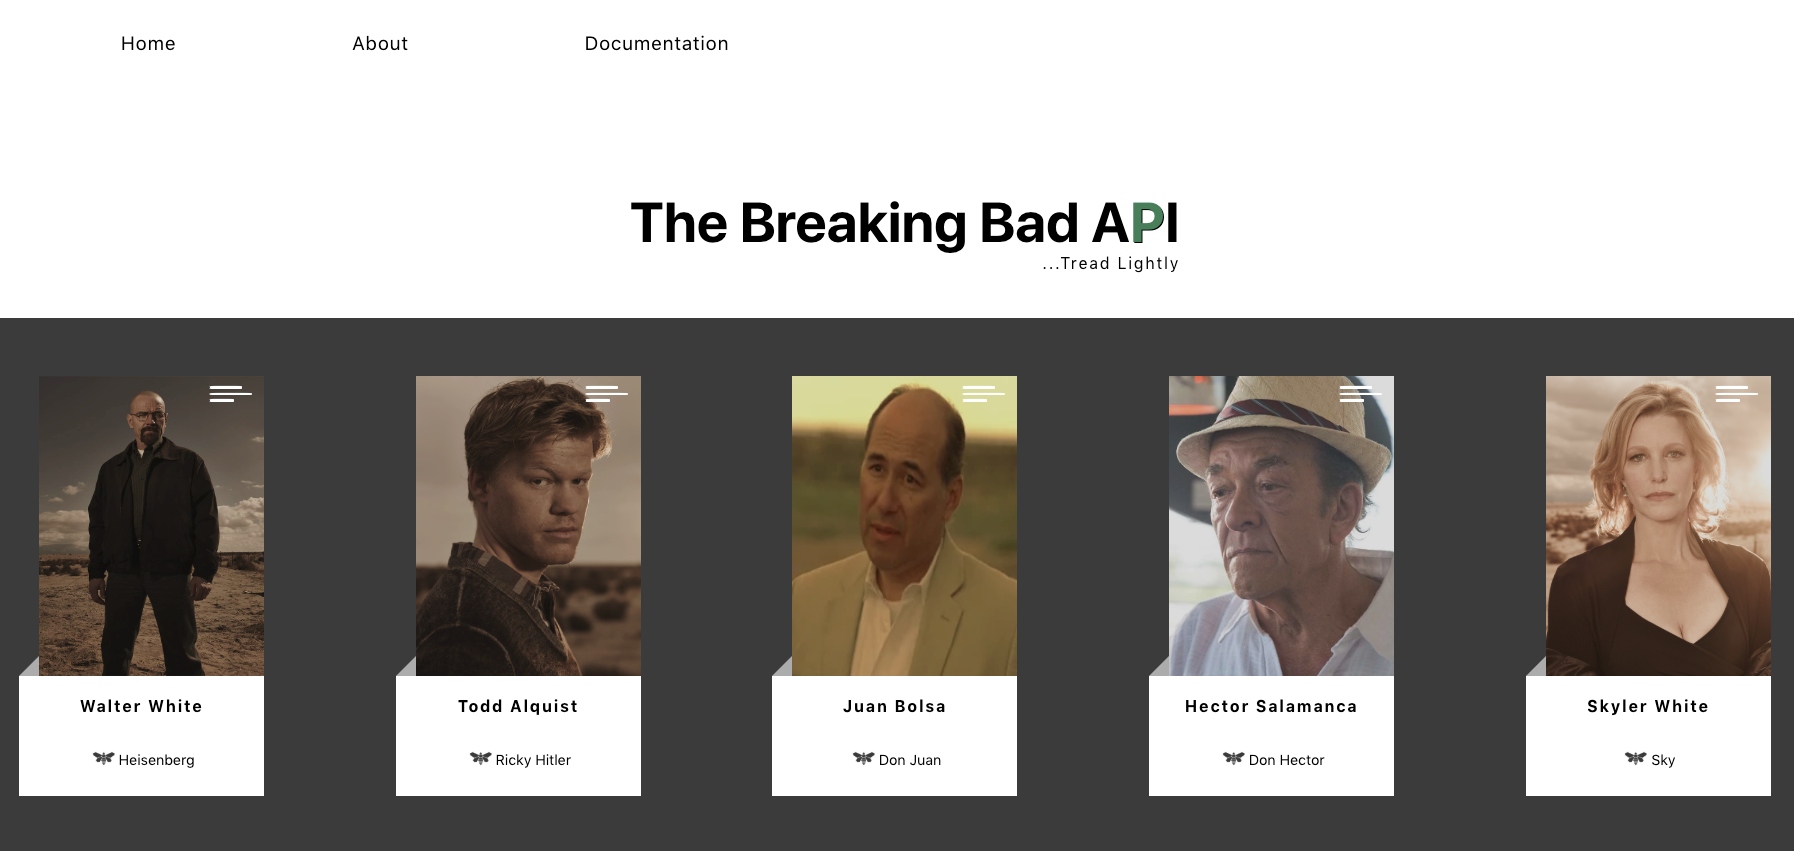 Home About Documentation
The Breaking Bad API
...Tread Lightly
Walter White
Heisenberg
Todd Alquist
Ricky Hitler
Juan Bolsa
Don Juan
Hector Salamanca
Don Hector
Skyler White
Sky